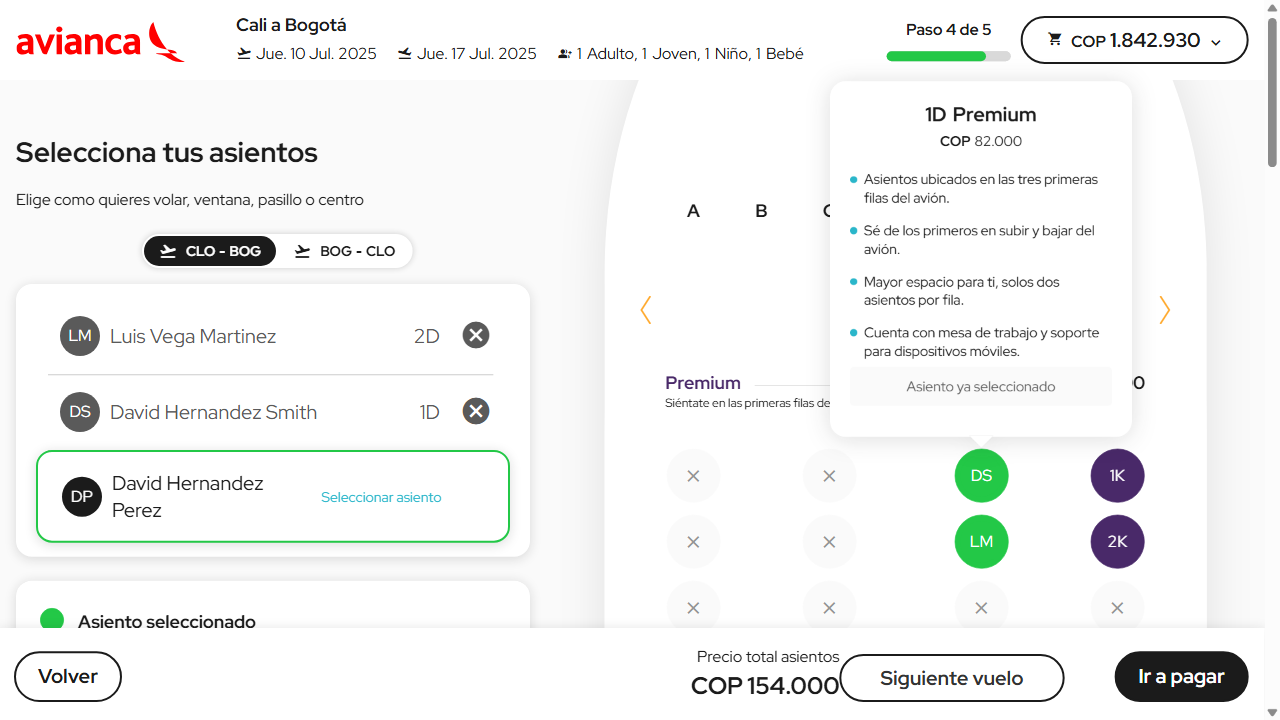 avianca
Cali a Bogotá
Jue. 10 Jul. 2025 Jue. 17 Jul. 2025 1 Adulto, 1 Joven, 1 Niño, 1 Bebé
Paso 4 de 5
COP 1.842.930
Selecciona tus asientos
Elige como quieres volar, ventana, pasillo o centro
CLO - BOG BOG - CLO
LM Luis Vega Martinez 2D
DS David Hernandez Smith 1D
DP David Hernandez
Perez
Seleccionar asiento
Asiento seleccionado
A B
1D Premium
COP 82.000
Asientos ubicados en las tres primeras
filas del avión.
Sé de los primeros en subir y bajar del
avión.
Mayor espacio para ti, solos dos
asientos por fila.
Cuenta con mesa de trabajo y soporte
para dispositivos móviles.
Asiento ya seleccionado
Premium
Siéntate en las primeras filas de
DS 1K
LM 2K
Volver
Precio total asientos
COP 154.000
Siguiente vuelo
Ir a pagar